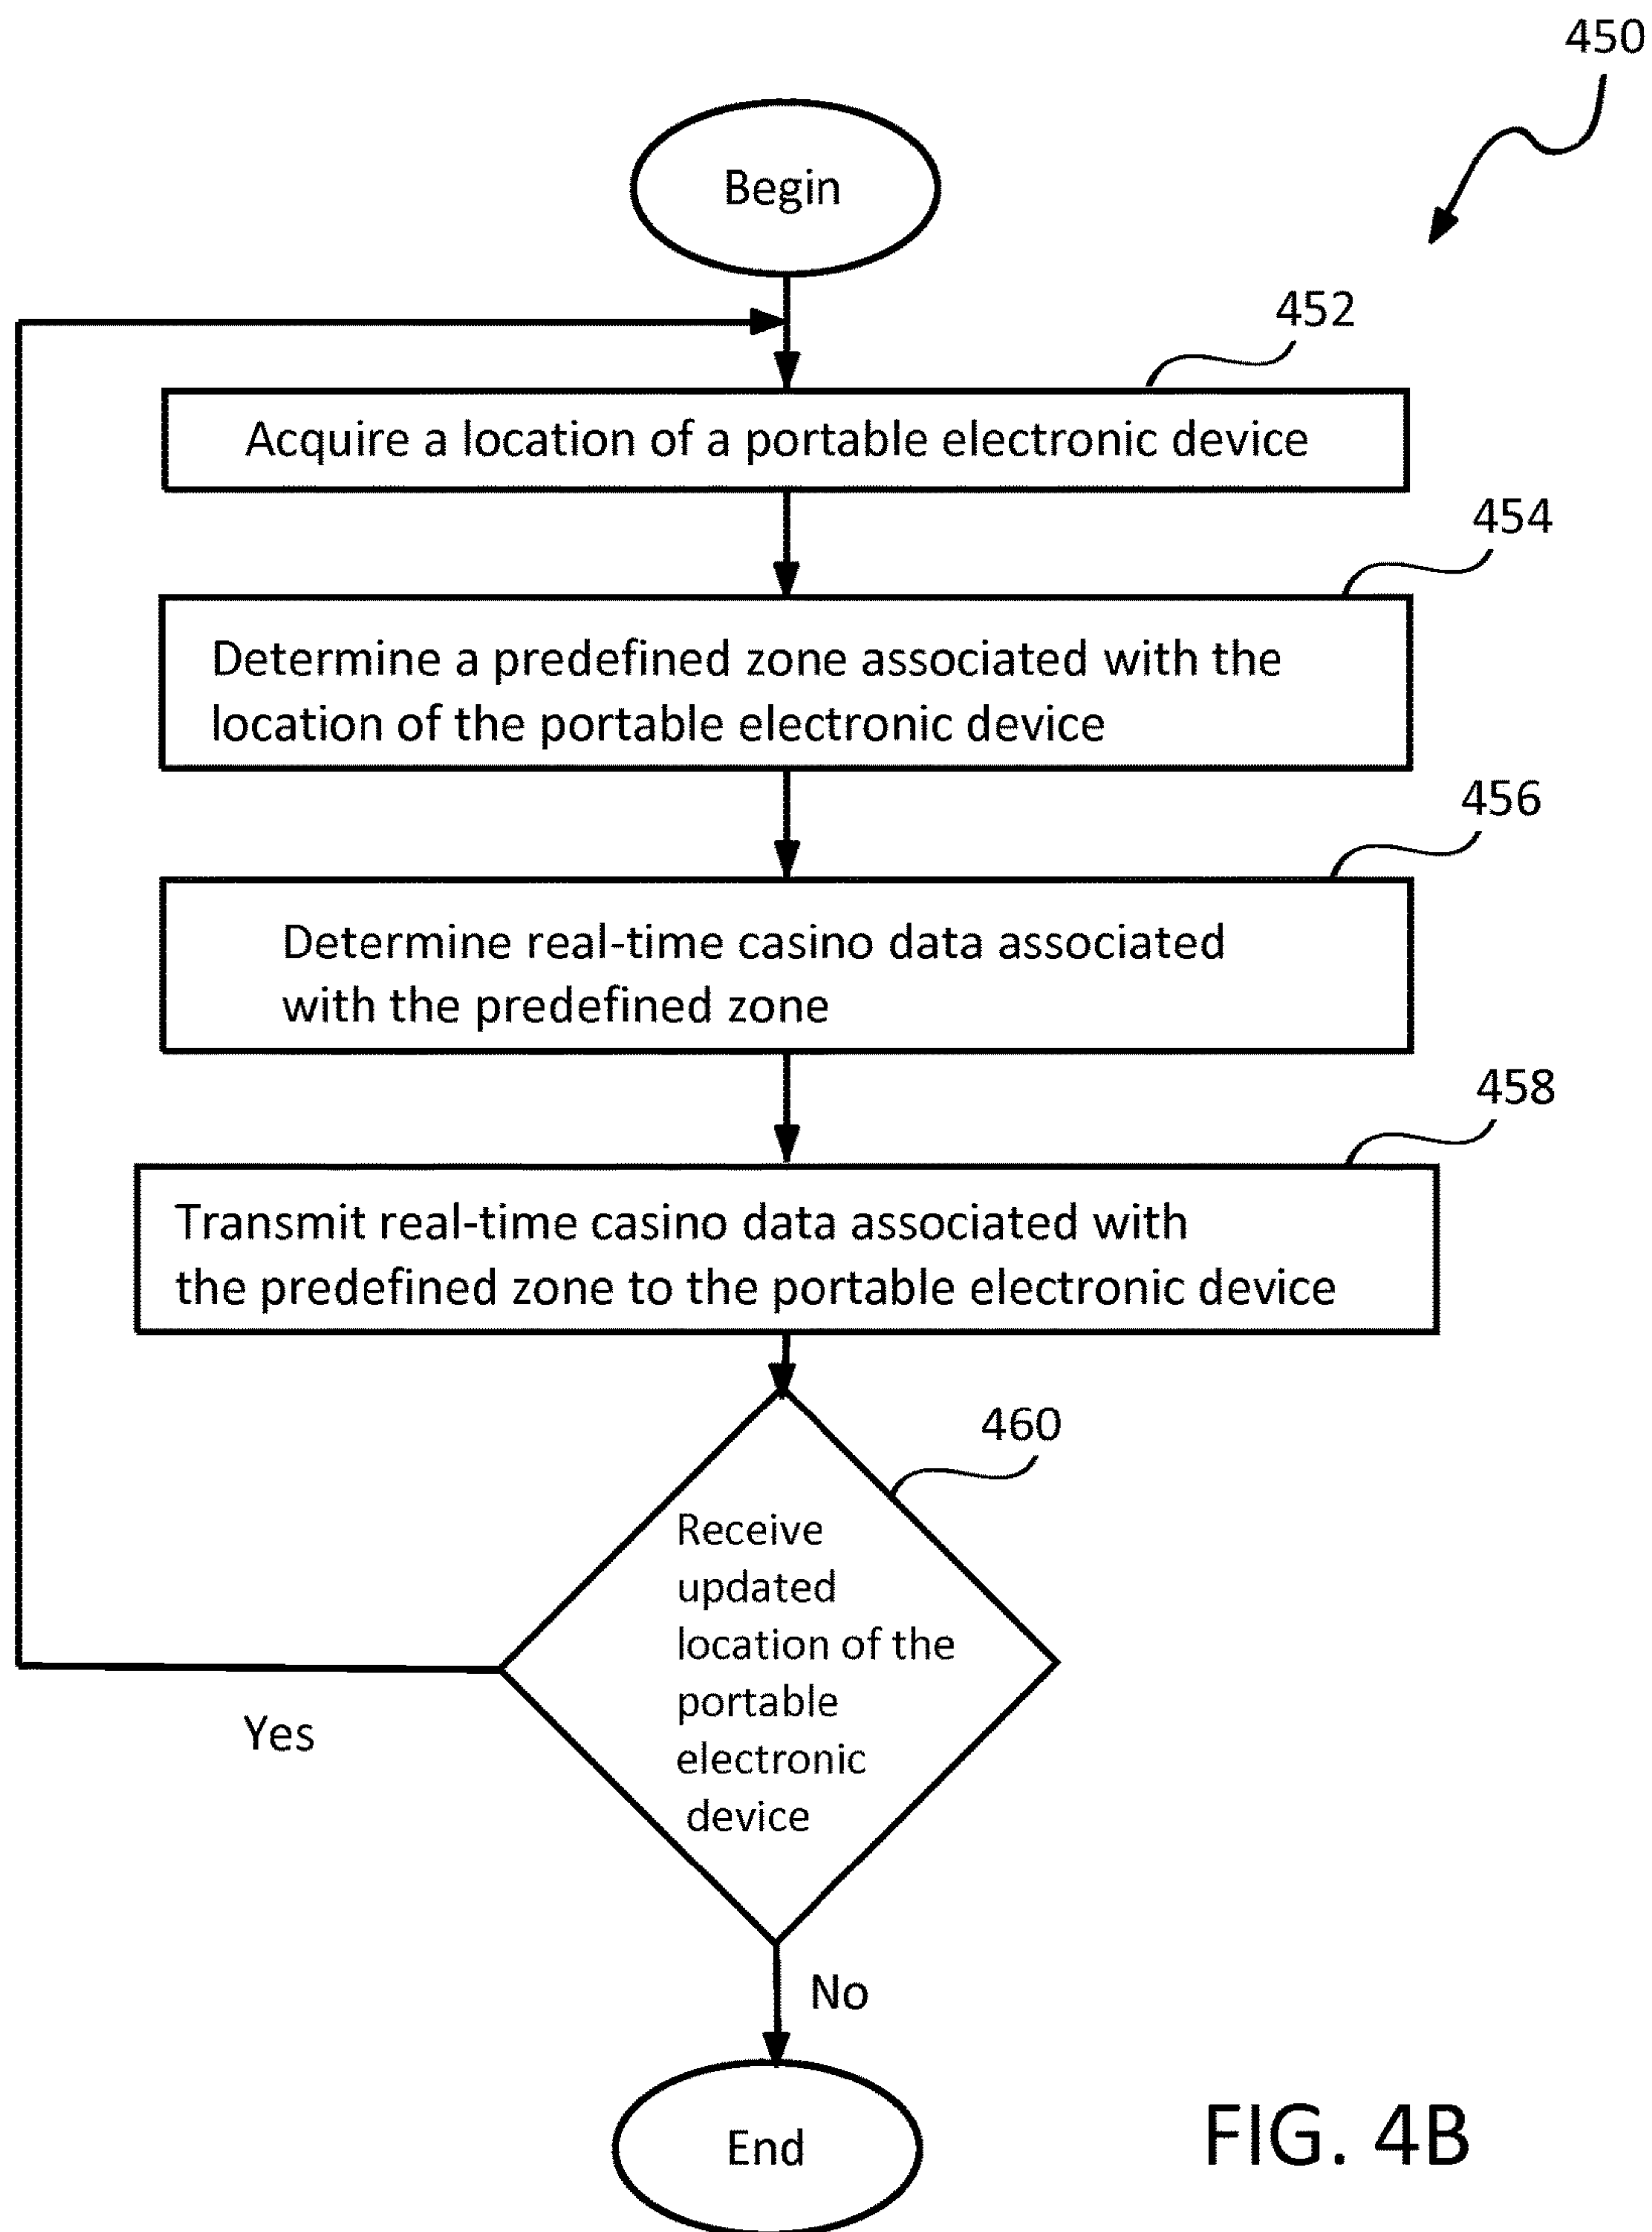 450
Begin
452
Acquire a location of a portable electronic device
454
Determine a predefined zone associated with the
location of the portable electronic device
456
Determine real-time casino data associated
with the predefined zone
458
Transmit real-time casino data associated with
the predefined zone to the portable electronic device
460
Receive
updated
location of the
portable
electronic
device
Yes
No
End
FIG. 4B